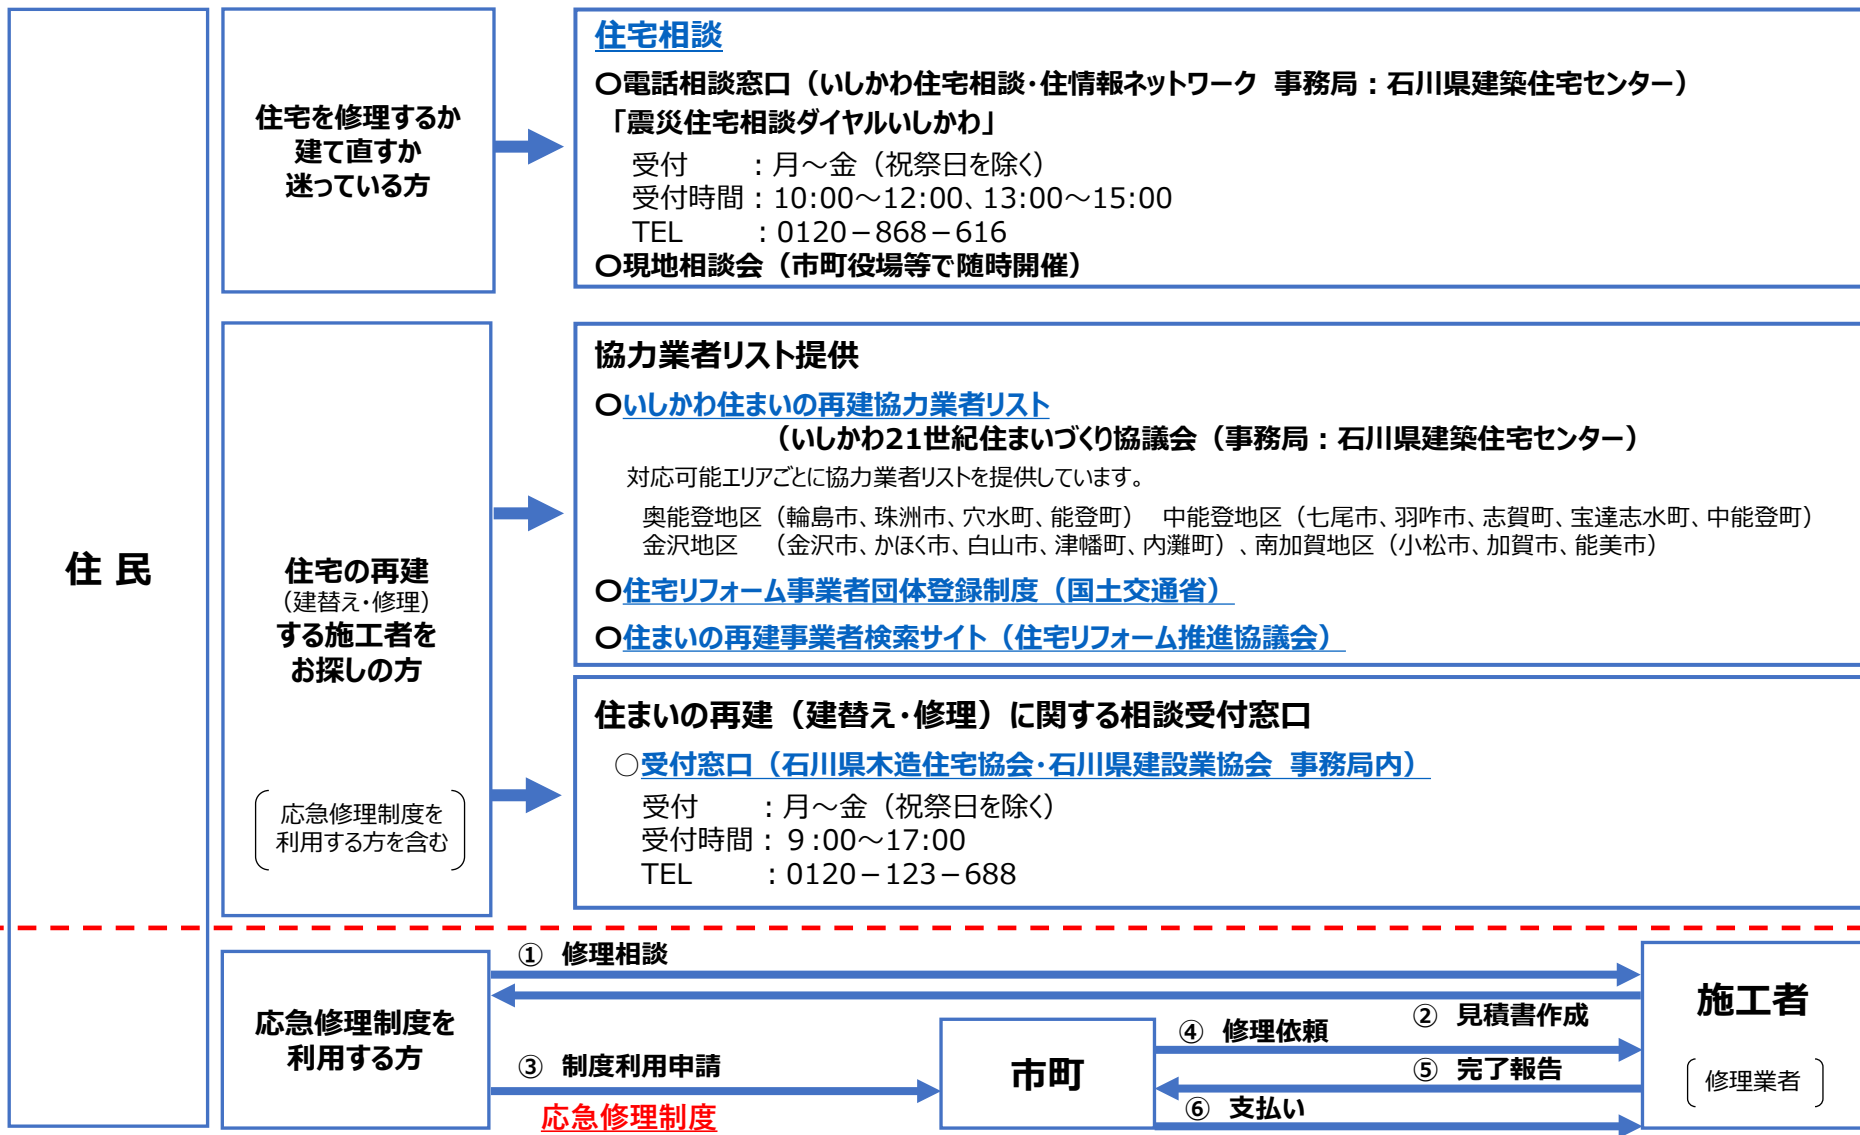 住民
住宅を修理するか
建て直すか
迷っている方
住宅相談
〇電話相談窓口（いしかわ住宅相談・住情報ネットワーク 事務局：石川県建築住宅センター）
「震災住宅相談ダイヤルいしかわ」
受付　　　：月～金（祝祭日を除く）
受付時間：10:00～12:00、13:00～15:00
TEL　　　：0120－868－616
〇現地相談会（市町役場等で随時開催）
住宅の再建
（建替え・修理）
する施工者を
お探しの方
応急修理制度を
利用する方を含む
協力業者リスト提供
〇いしかわ住まいの再建協力業者リスト
（いしかわ21世紀住まいづくり協議会（事務局：石川県建築住宅センター）
対応可能エリアごとに協力業者リストを提供しています。
奥能登地区（輪島市、珠洲市、穴水町、能登町）　中能登地区（七尾市、羽咋市、志賀町、宝達志水町、中能登町）
金沢地区　（金沢市、かほく市、白山市、津幡町、内灘町）、南加賀地区（小松市、加賀市、能美市）
〇住宅リフォーム事業者団体登録制度（国土交通省）
〇住まいの再建事業者検索サイト（住宅リフォーム推進協議会）
住まいの再建（建替え・修理）に関する相談受付窓口
○受付窓口（石川県木造住宅協会・石川県建設業協会 事務局内）
受付　　　：月～金（祝祭日を除く）
受付時間：９:00～17:00
TEL　　　：0120－123－688
応急修理制度を
利用する方
① 修理相談
② 見積書作成
③ 制度利用申請
応急修理制度
市町
④ 修理依頼
⑤ 完了報告
⑥ 支払い
施工者
修理業者